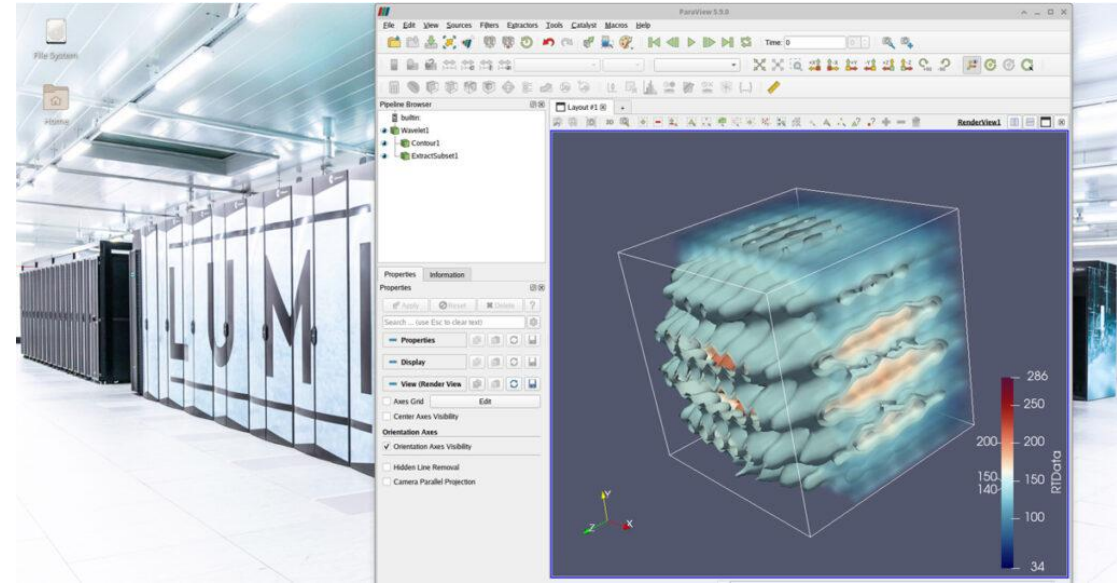 ParaView 5.9.0
File Edit View Sources Filters Extractors Tools Catalyst Macros Help
Time: 0
File System
Home
LUMI
Pipeline Browser
builtin:
Wavelet1
Contour1
ExtractSubset1
Layout #1
RenderView1
Properties Information
Properties
Apply Reset Delete ?
Search ... (use Esc to clear text)
Properties
Display
View (Render View
Axes Grid Edit
Center Axes Visibility
Orientation Axes
Orientation Axes Visibility
Hidden Line Removal
Camera Parallel Projection
286
250
200 200
150 150
140
100
34
RTData
Y
Z X